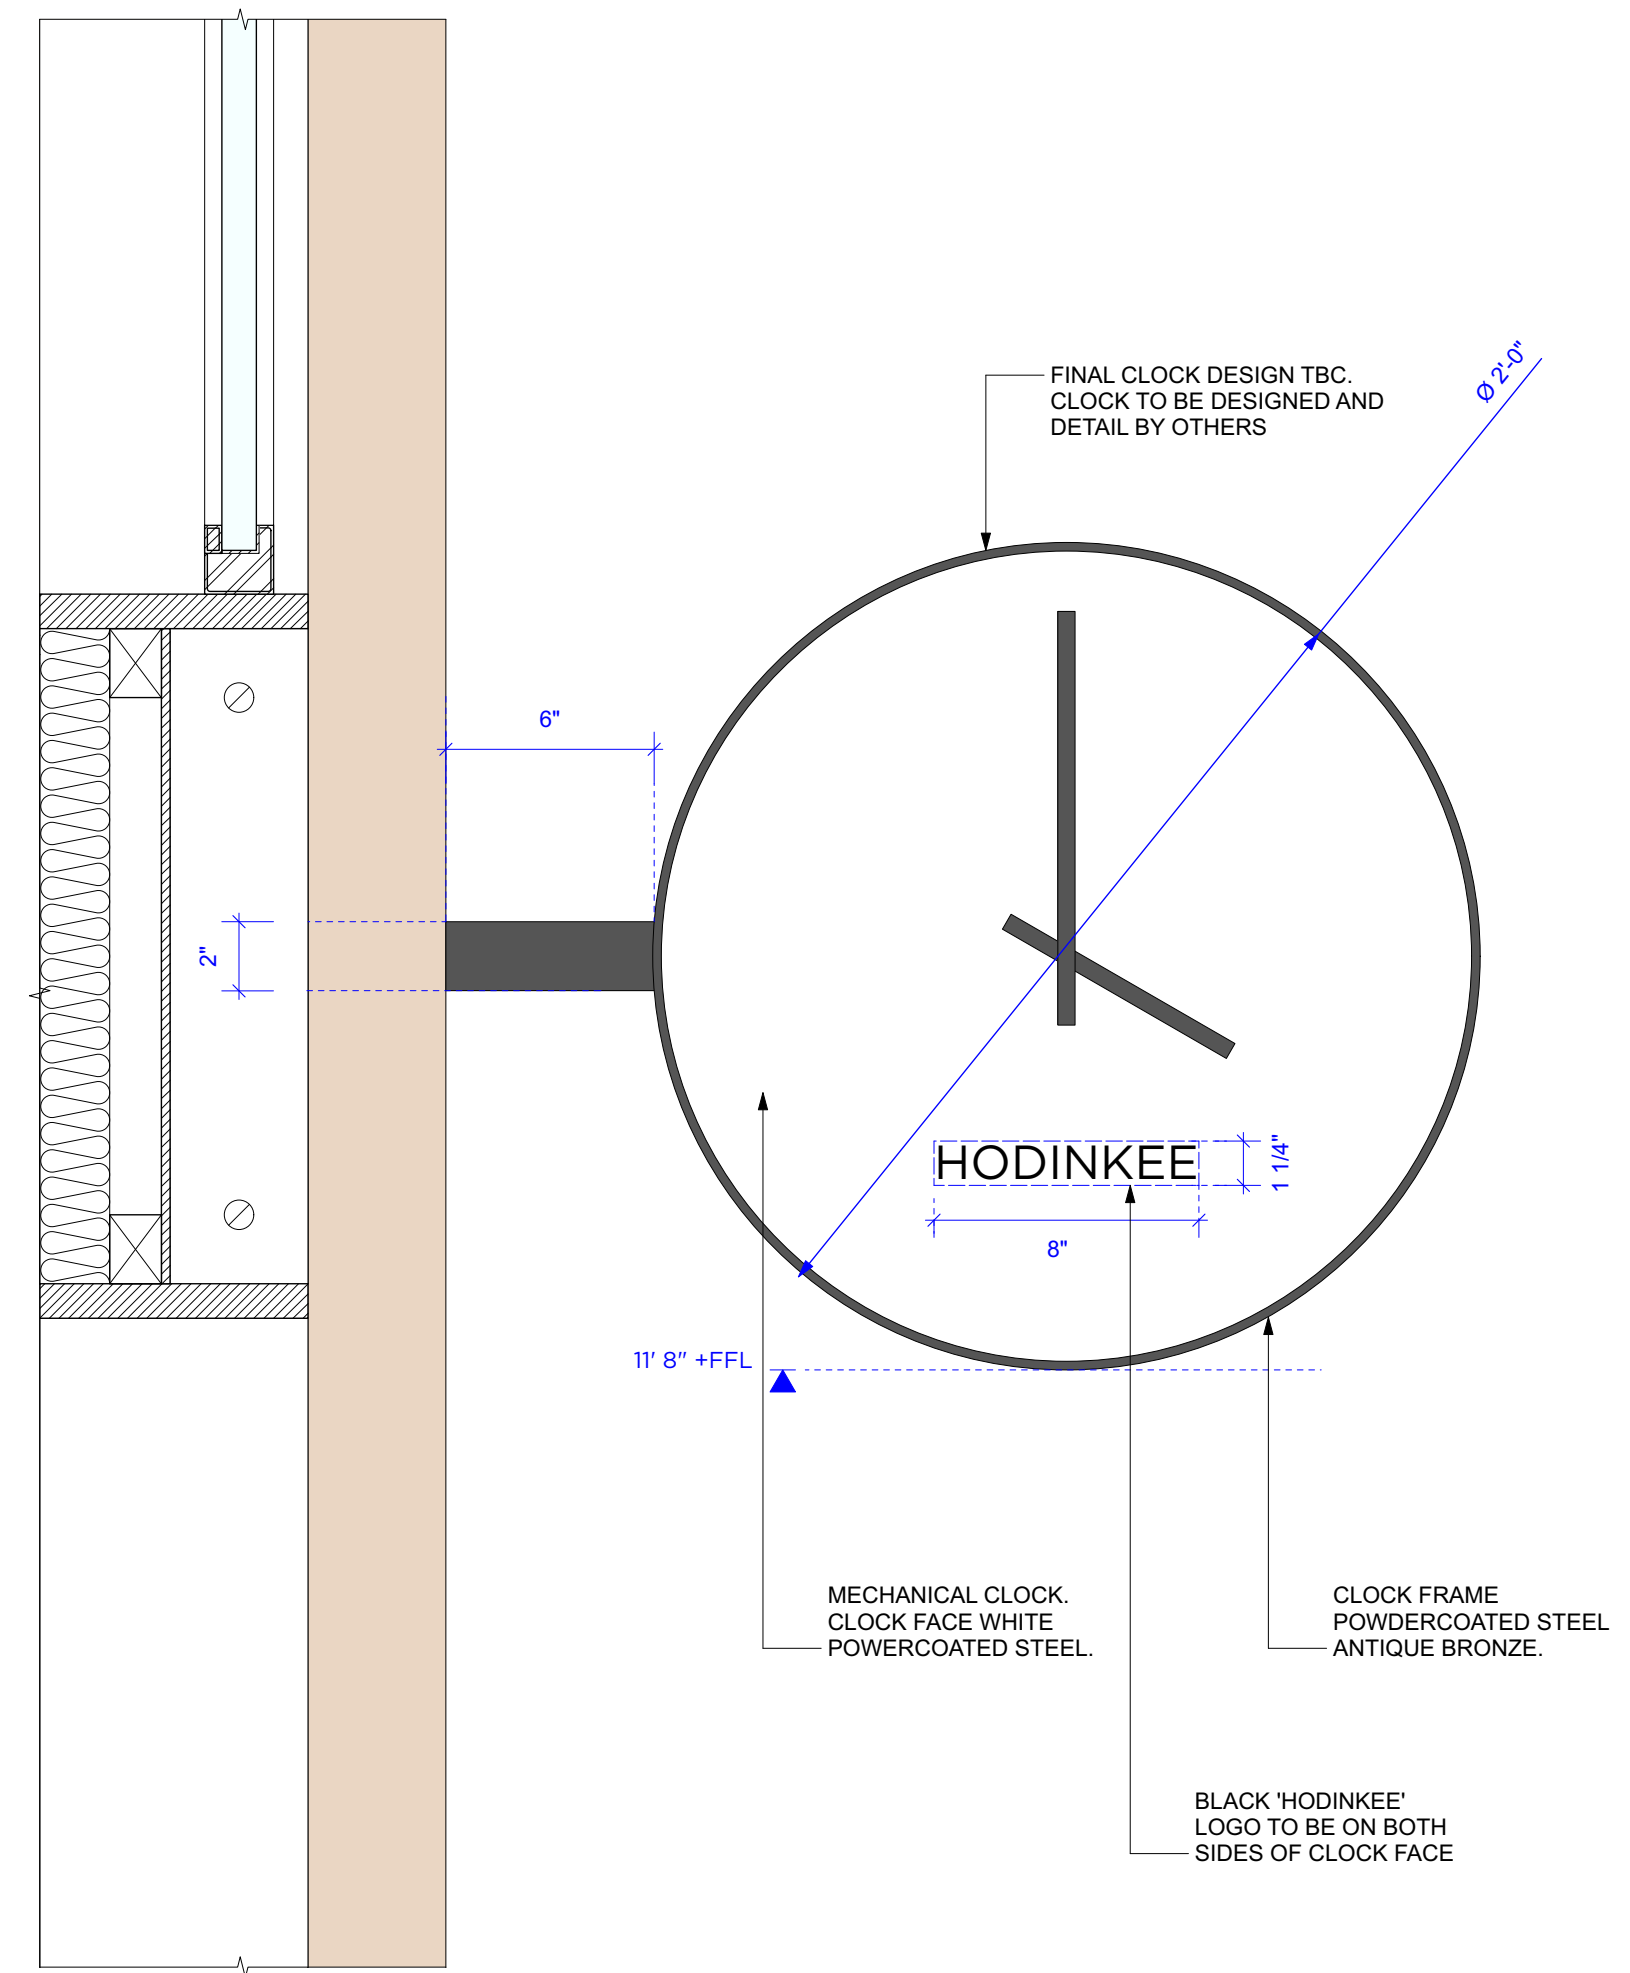 Ø 2'-0"
FINAL CLOCK DESIGN TBC.
CLOCK TO BE DESIGNED AND
DETAIL BY OTHERS
6"
2"
HODINKEE
1 1/4"
8"
11' 8" +FFL
MECHANICAL CLOCK.
CLOCK FACE WHITE
POWERCOATED STEEL.
CLOCK FRAME
POWDERCOATED STEEL
ANTIQUE BRONZE.
BLACK 'HODINKEE'
LOGO TO BE ON BOTH
SIDES OF CLOCK FACE